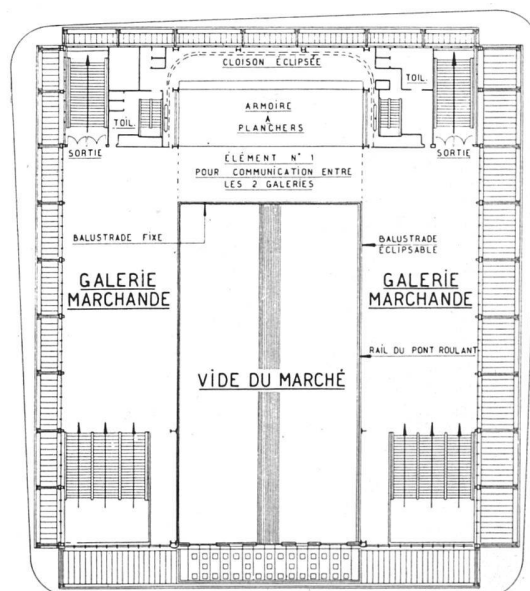 CLOISON ÉCLIPSÉE
TOIL.
TOIL.
ARMOIRE
A
PLANCHERS
SORTIE
SORTIE
ÉLÉMENT N° 1
POUR COMMUNICATION ENTRE
LES 2 GALERIES
BALUSTRADE FIXE
BALUSTRADE
ÉCLIPSABLE
GALERIE
MARCHANDE
GALERIE
MARCHANDE
RAIL DU PONT ROULANT
VIDE DU MARCHÉ